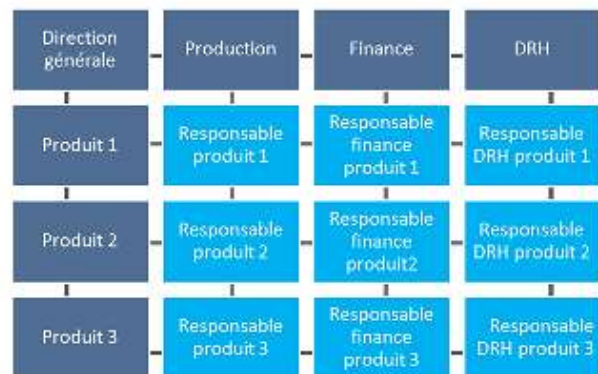 Direction
générale
Production
Finance
DRH
Produit 1
Responsable
produit 1
Responsable
finance
produit 1
Responsable
DRH produit 1
Produit 2
Responsable
produit 2
Responsable
finance
produit2
Responsable
DRH produit 2
Produit 3
Responsable
produit 3
Responsable
finance
produit 3
Responsable
DRH produit 3